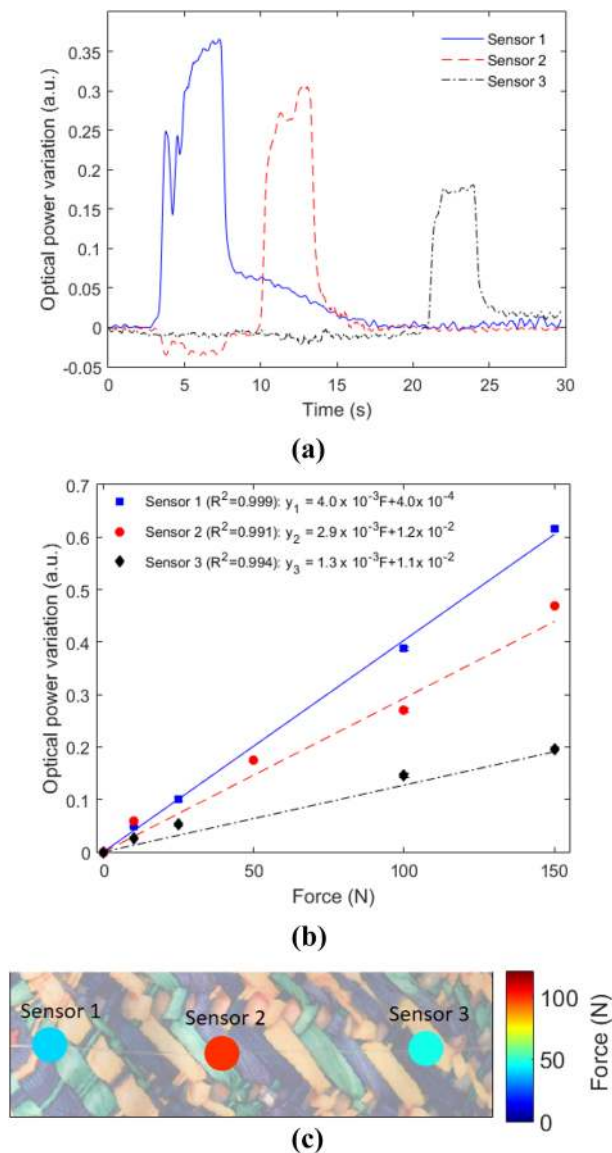 0.35
0.3
0.25
0.2
0.15
0.1
0.05
0
-0.05
Optical power variation (a.u.)
Sensor 1
Sensor 2
Sensor 3
0 5 10 15 20 25 30
Time (s)
(a)
0.7
0.6
0.5
0.4
0.3
0.2
0.1
0
Optical power variation (a.u.)
Sensor 1 (R²=0.999): y₁ = 4.0 x 10⁻³F+4.0x 10⁻⁴
Sensor 2 (R²=0.991): y₂ = 2.9 x 10⁻³F+1.2x 10⁻²
Sensor 3 (R²=0.994): y₃ = 1.3 x 10⁻³F+1.1x 10⁻²
0 50 100 150
Force (N)
(b)
Sensor 1
Sensor 2
Sensor 3
100
50
0
Force (N)
(c)